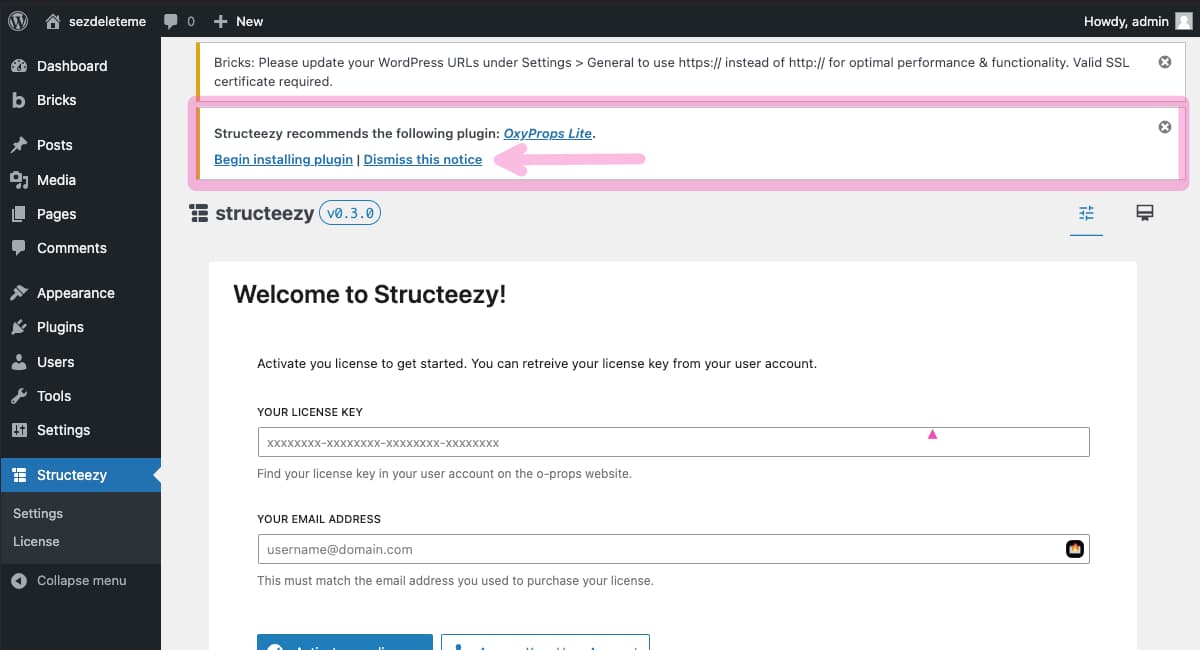 sezdeleteme 0 New Howdy, admin
Dashboard
Bricks
Posts
Media
Pages
Comments
Appearance
Plugins
Users
Tools
Settings
Structeezy
Settings
License
Collapse menu
Bricks: Please update your WordPress URLs under Settings > General to use https:// instead of http:// for optimal performance & functionality. Valid SSL
certificate required.
Structeezy recommends the following plugin: OxyProps Lite.
Begin installing plugin | Dismiss this notice
structeezy v0.3.0
Welcome to Structeezy!
Activate you license to get started. You can retreive your license key from your user account.
YOUR LICENSE KEY
xxxxxxxx-xxxxxxxx-xxxxxxxx-xxxxxxxx
Find your license key in your user account on the o-props website.
YOUR EMAIL ADDRESS
username@domain.com
This must match the email address you used to purchase your license.